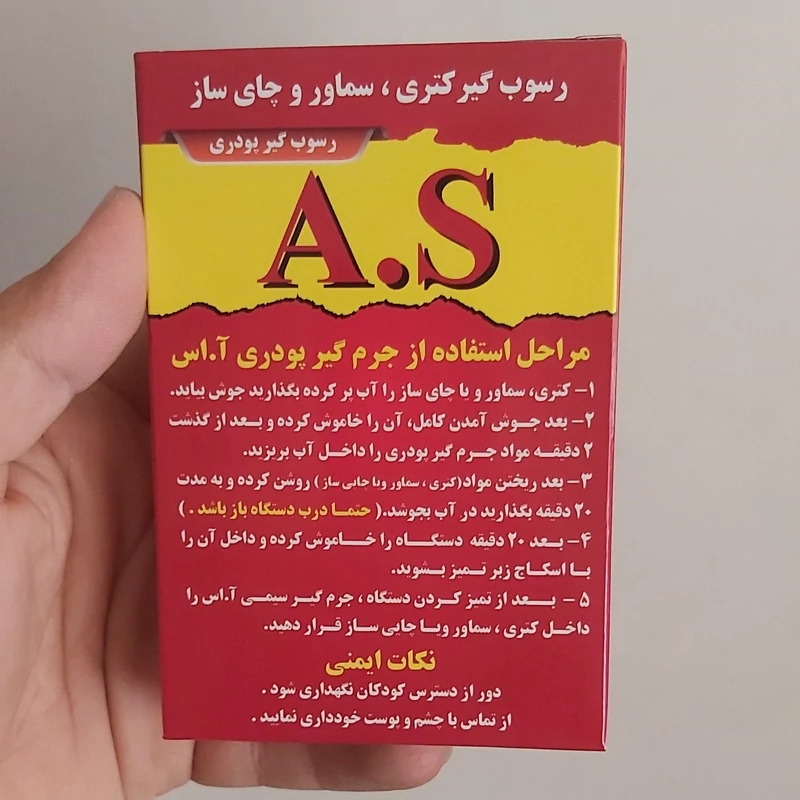 رسوب گیر کتری ، سماور و چای ساز
رسوب گیر پودری
A.S
مراحل استفاده از جرم گیر پودری آ.اس
۱- کتری، سماور و یا چای ساز را آب پر کرده بگذارید جوش بیاید.
۲- بعد جوش آمدن کامل، آن را خاموش کرده و بعد از گذشت
۲ دقیقه مواد جرم گیر پودری را داخل آب بریزید.
۳- بعد ریختن مواد(کتری ، سماور ویا چایی ساز ) روشن کرده و به مدت
۲۰ دقیقه بگذارید در آب بجوشد.( حتما درب دستگاه باز باشد . )
۴- بعد ۲۰ دقیقه دستگاه را خاموش کرده و داخل آن را
با اسکاج زبر تمیز بشوید.
۵ - بعد از تمیز کردن دستگاه ، جرم گیر سیمی آ.اس را
داخل کتری ، سماور ویا چایی ساز قرار دهید.
نکات ایمنی
دور از دسترس کودکان نگهداری شود .
از تماس با چشم و پوست خودداری نمایید .